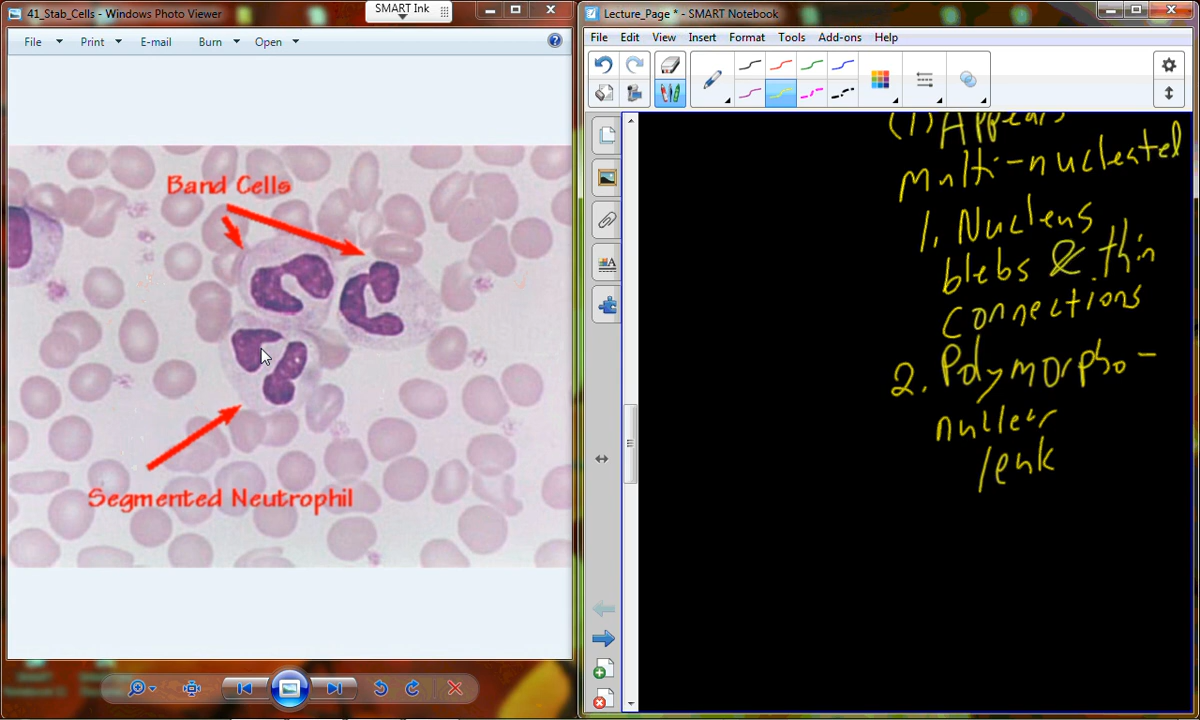 41_Stab_Cells - Windows Photo Viewer
SMART Ink
File Print E-mail Burn Open
Band Cells
Segmented Neutrophil
Lecture_Page * - SMART Notebook
File Edit View Insert Format Tools Add-ons Help
(1) Appears
Multi-nucleated
1. Nucleus
blebs & thin
connections
2. Polymorpho-
nuclear
leuk